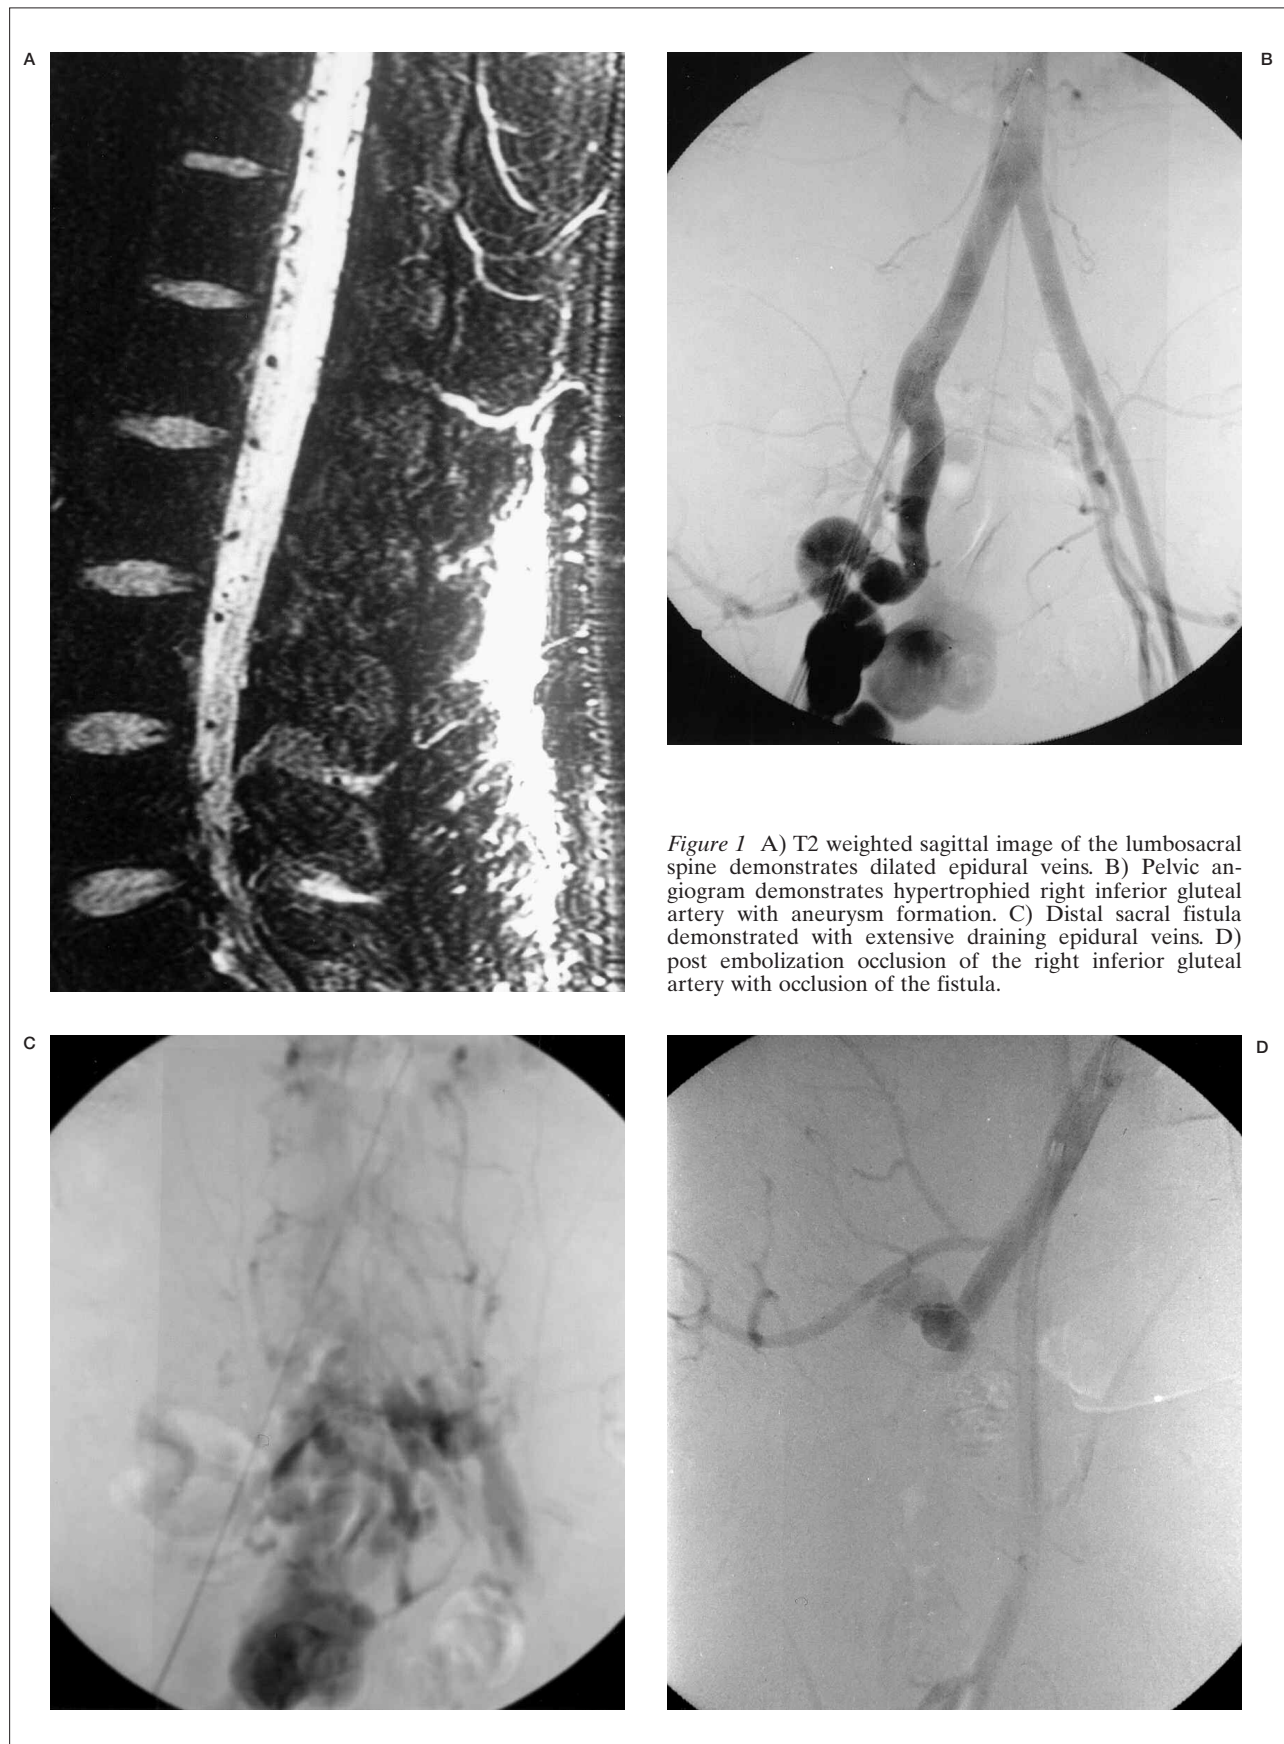 A
B
Figure 1 A) T2 weighted sagittal image of the lumbosacral
spine demonstrates dilated epidural veins. B) Pelvic an-
giogram demonstrates hypertrophied right inferior gluteal
artery with aneurysm formation. C) Distal sacral fistula
demonstrated with extensive draining epidural veins. D)
post embolization occlusion of the right inferior gluteal
artery with occlusion of the fistula.
C
D